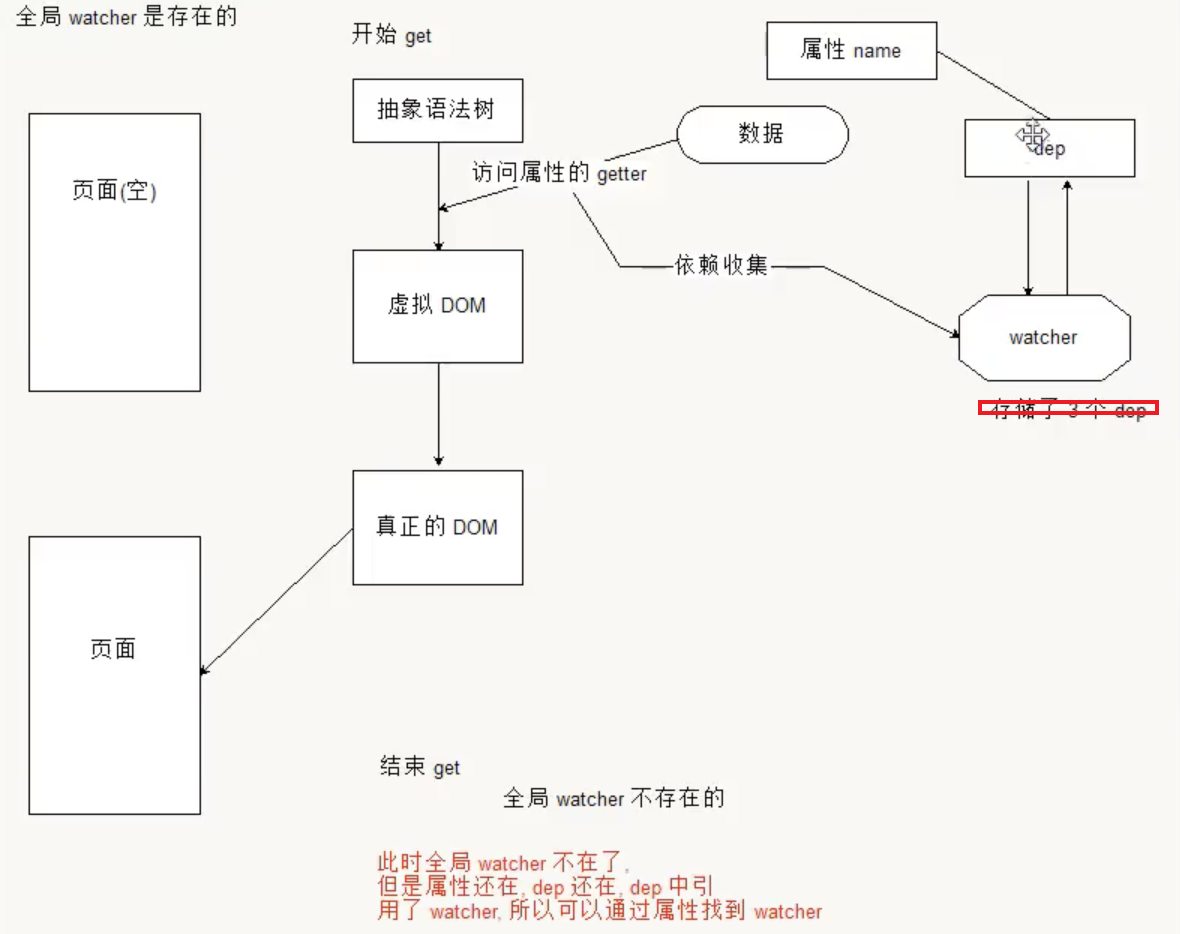 全局 watcher 是存在的
开始 get
属性 name
抽象语法树
数据
dep
访问属性的 getter
页面(空)
依赖收集
虚拟 DOM
watcher
存储了 3 个 dep
真正的 DOM
页面
结束 get
全局 watcher 不存在的
此时全局 watcher 不在了,
但是属性还在, dep 还在, dep 中引
用了 watcher, 所以可以通过属性找到 watcher